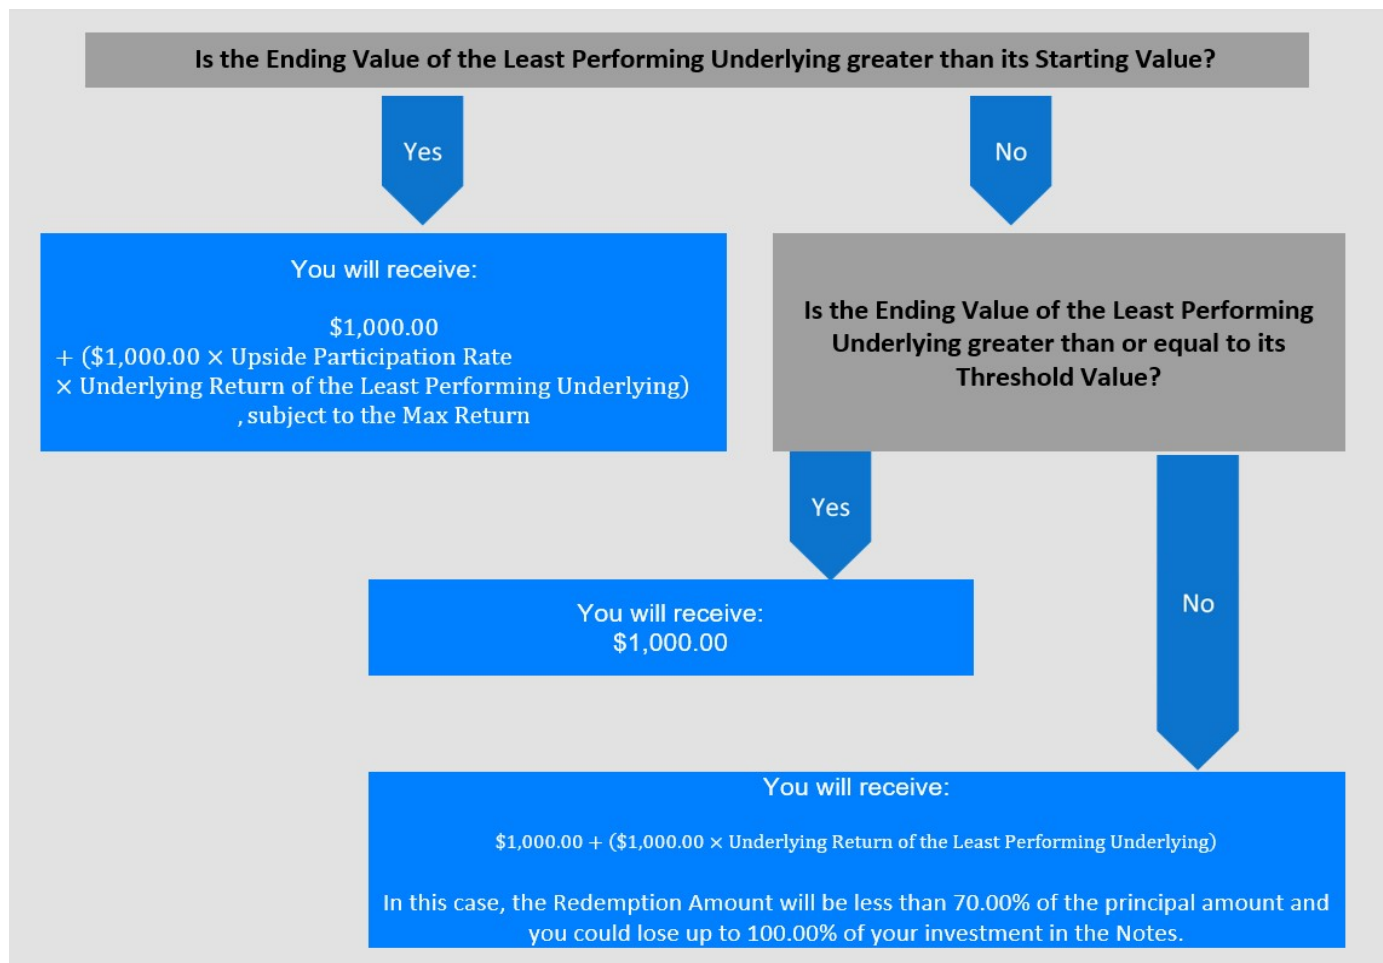 Is the Ending Value of the Least Performing Underlying greater than its Starting Value?
Yes
No
You will receive:
$1,000.00
+ ($1,000.00 × Upside Participation Rate
× Underlying Return of the Least Performing Underlying)
, subject to the Max Return
Is the Ending Value of the Least Performing
Underlying greater than or equal to its
Threshold Value?
Yes
No
You will receive:
$1,000.00
You will receive:
$1,000.00 + ($1,000.00 × Underlying Return of the Least Performing Underlying)
In this case, the Redemption Amount will be less than 70.00% of the principal amount and
you could lose up to 100.00% of your investment in the Notes.